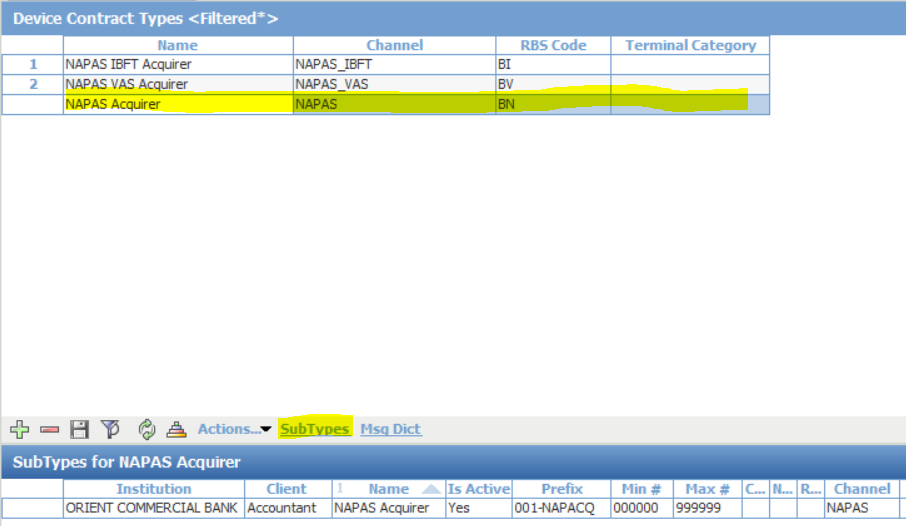 Device Contract Types <Filtered*>
Name Channel RBS Code Terminal Category
1 NAPAS IBFT Acquirer NAPAS_IBFT BI
2 NAPAS VAS Acquirer NAPAS_VAS BV
NAPAS Acquirer NAPAS BN
Actions... SubTypes Msg Dict
SubTypes for NAPAS Acquirer
Institution Client 1 Name Is Active Prefix Min # Max # C... N... R... Channel
ORIENT COMMERCIAL BANK Accountant NAPAS Acquirer Yes 001-NAPACQ 000000 999999 NAPAS